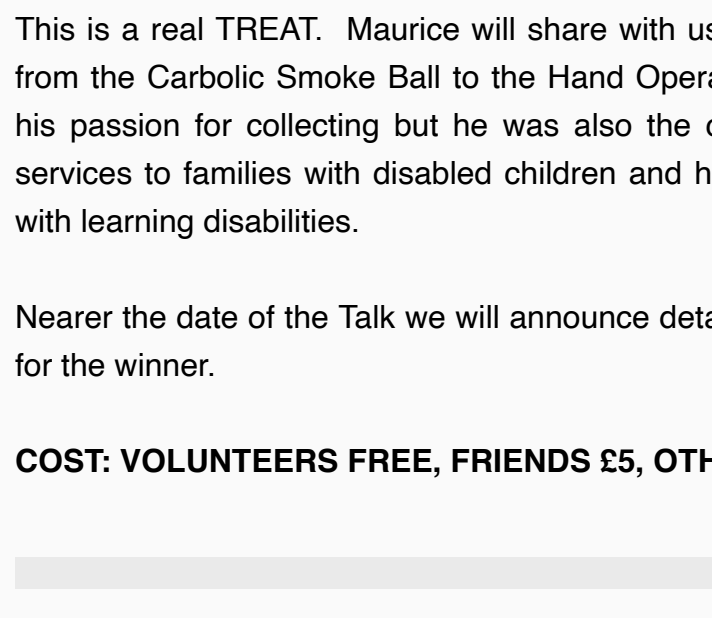 This is a real TREAT.  Maurice will share with us
from the Carbolic Smoke Ball to the Hand Opera
his passion for collecting but he was also the
services to families with disabled children and h
with learning disabilities.
Nearer the date of the Talk we will announce deta
for the winner.
COST: VOLUNTEERS FREE, FRIENDS £5, OTH